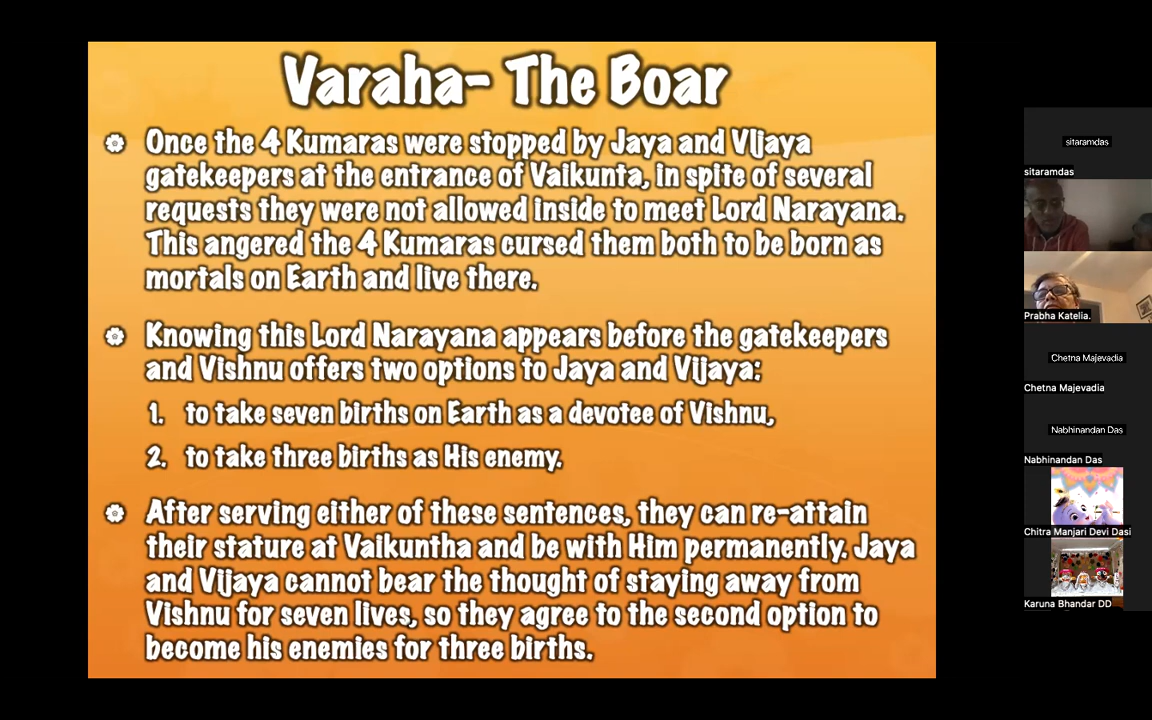 Varaha- The Boar
Once the 4 Kumaras were stopped by Jaya and VIjaya
gatekeepers at the entrance of Vaikunta, in spite of several
requests they were not allowed inside to meet Lord Narayana.
This angered the 4 Kumaras cursed them both to be born as
mortals on Earth and live there.
Knowing this Lord Narayana appears before the gatekeepers
and Vishnu offers two options to Jaya and Vijaya:
1. to take seven births on Earth as a devotee of Vishnu,
2. to take three births as His enemy.
After serving either of these sentences, they can re-attain
their stature at Vaikuntha and be with Him permanently. Jaya
and Vijaya cannot bear the thought of staying away from
Vishnu for seven lives, so they agree to the second option to
become his enemies for three births.
sitaramdas
sitaramdas
Prabha Katelia.
Chetna Majevadia
Chetna Majevadia
Nabhinandan Das
Nabhinandan Das
Chitra Manjari Devi Dasi
Karuna Bhandar DD